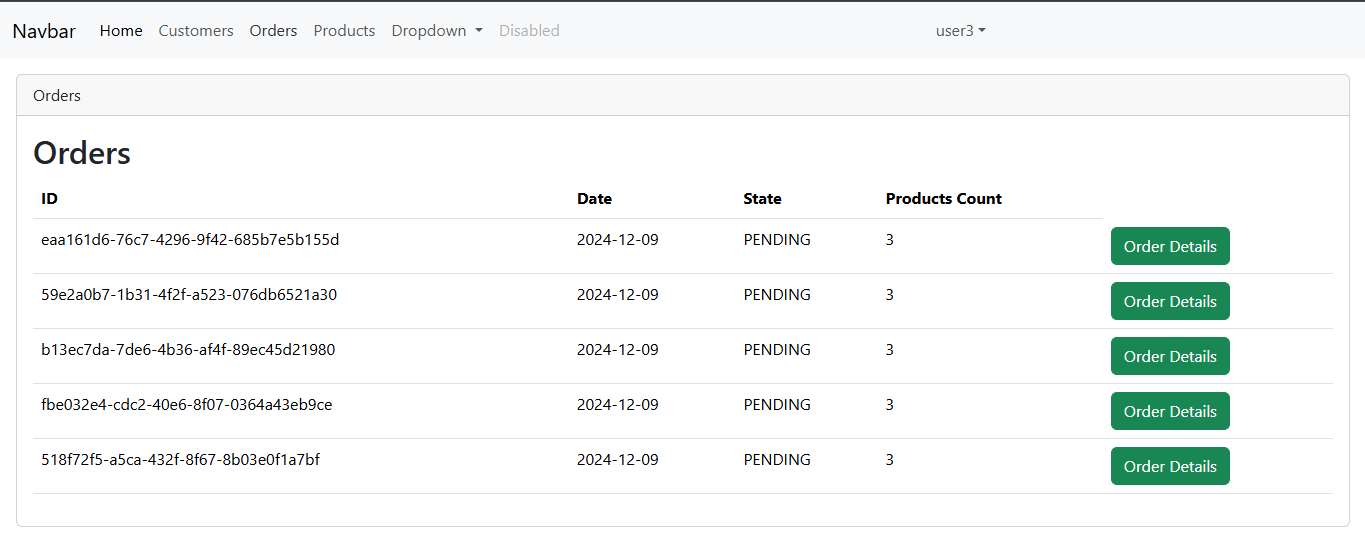 Navbar Home Customers Orders Products Dropdown Disabled user3
Orders
Orders
ID Date State Products Count
eaa161d6-76c7-4296-9f42-685b7e5b155d 2024-12-09 PENDING 3 Order Details
59e2a0b7-1b31-4f2f-a523-076db6521a30 2024-12-09 PENDING 3 Order Details
b13ec7da-7de6-4b36-af4f-89ec45d21980 2024-12-09 PENDING 3 Order Details
fbe032e4-cdc2-40e6-8f07-0364a43eb9ce 2024-12-09 PENDING 3 Order Details
518f72f5-a5ca-432f-8f67-8b03e0f1a7bf 2024-12-09 PENDING 3 Order Details